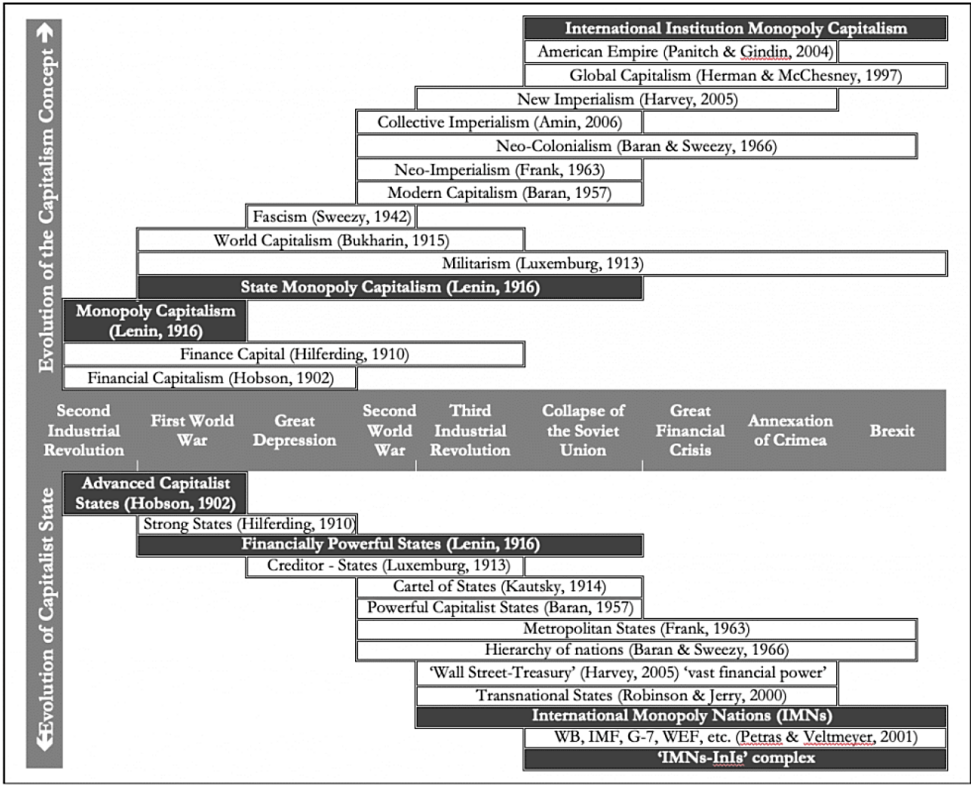 Evolution of the Capitalism Concept
International Institution Monopoly Capitalism
American Empire (Panitch & Gindin, 2004)
Global Capitalism (Herman & McChesney, 1997)
New Imperialism (Harvey, 2005)
Collective Imperialism (Amin, 2006)
Neo-Colonialism (Baran & Sweezy, 1966)
Neo-Imperialism (Frank, 1963)
Modern Capitalism (Baran, 1957)
Fascism (Sweezy, 1942)
World Capitalism (Bukharin, 1915)
Militarism (Luxemburg, 1913)
State Monopoly Capitalism (Lenin, 1916)
Monopoly Capitalism
(Lenin, 1916)
Finance Capital (Hilferding, 1910)
Financial Capitalism (Hobson, 1902)
Second
Industrial
Revolution
First World
War
Great
Depression
Second
World
War
Third
Industrial
Revolution
Collapse of
the Soviet
Union
Great
Financial
Crisis
Annexation
of Crimea
Brexit
Evolution of Capitalist State
Advanced Capitalist
States (Hobson, 1902)
Strong States (Hilferding, 1910)
Financially Powerful States (Lenin, 1916)
Creditor - States (Luxemburg, 1913)
Cartel of States (Kautsky, 1914)
Powerful Capitalist States (Baran, 1957)
Metropolitan States (Frank, 1963)
Hierarchy of nations (Baran & Sweezy, 1966)
‘Wall Street-Treasury’ (Harvey, 2005) ‘vast financial power’
Transnational States (Robinson & Jerry, 2000)
International Monopoly Nations (IMNs)
WB, IMF, G-7, WEF, etc. (Petras & Veltmeyer, 2001)
‘IMNs-InIs’ complex